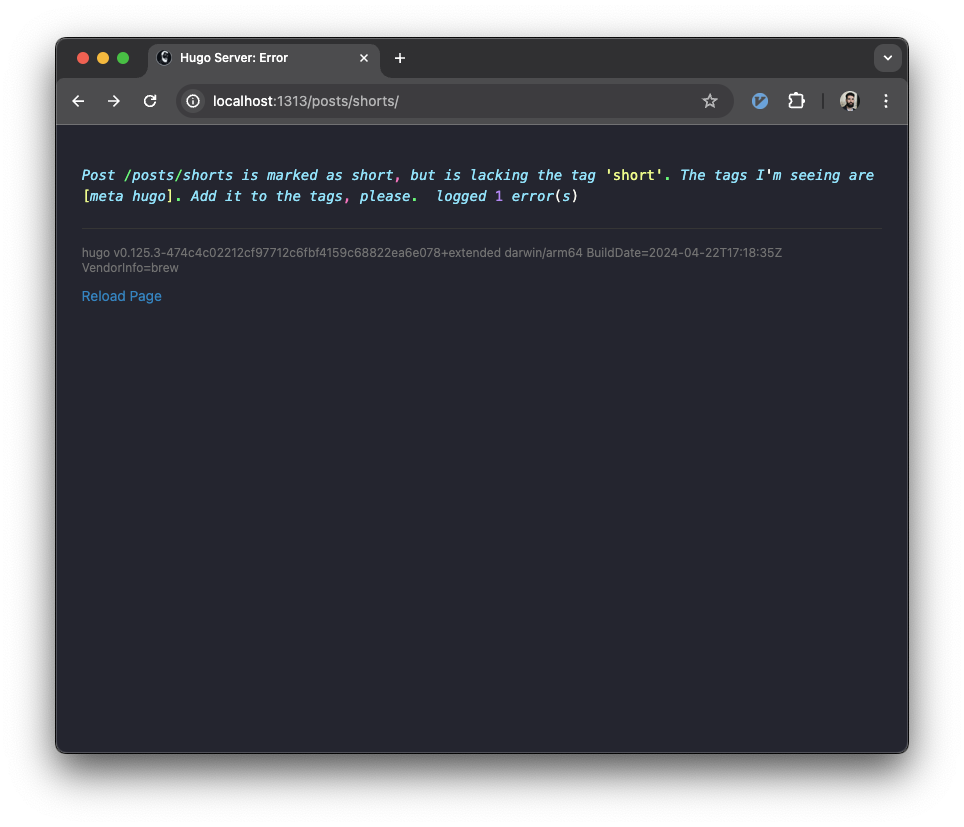 Hugo Server: Error
localhost:1313/posts/shorts/
Post /posts/shorts is marked as short, but is lacking the tag 'short'. The tags I'm seeing are
[meta hugo]. Add it to the tags, please.  logged 1 error(s)
hugo v0.125.3-474c4c02212cf97712c6fbf4159c68822ea6e078+extended darwin/arm64 BuildDate=2024-04-22T17:18:35Z
VendorInfo=brew
Reload Page